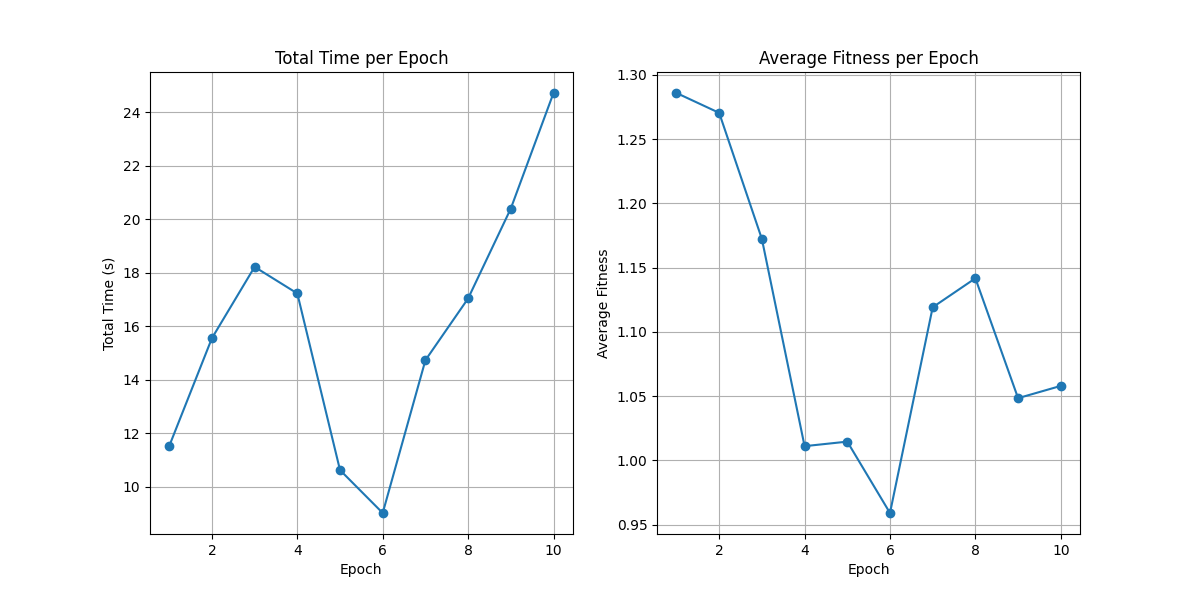 Total Time per Epoch
Total Time (s)
24
22
20
18
16
14
12
10
2 4 6 8 10
Epoch
Average Fitness per Epoch
Average Fitness
1.30
1.25
1.20
1.15
1.10
1.05
1.00
0.95
2 4 6 8 10
Epoch